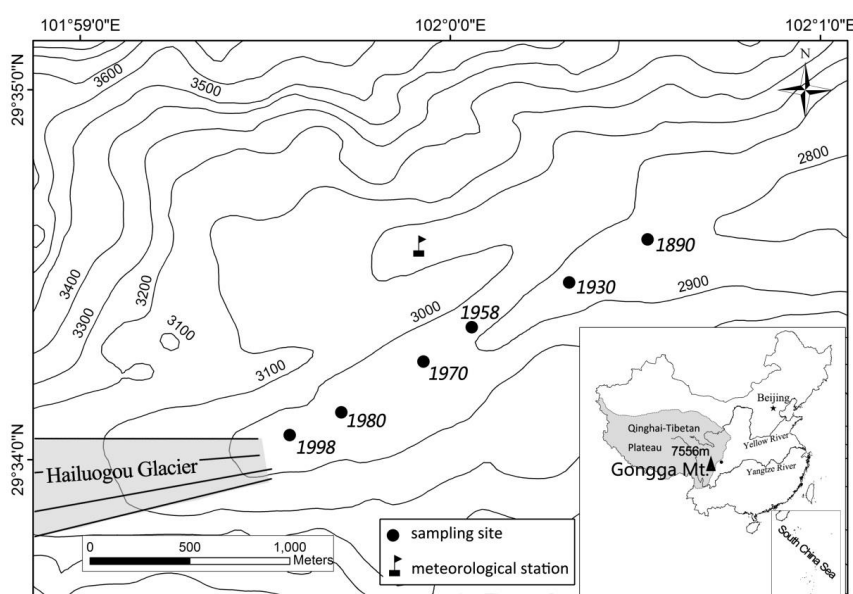 101°59'0"E
102°0'0"E
102°1'0"E
29°35'0"N
29°34'0"N
N
3600
3500
3400
3300
3200
3100
3100
3000
2900
2800
1890
1930
1958
1970
1980
1998
Hailuogou Glacier
0 500 1,000
Meters
sampling site
meteorological station
Beijing
Qinghai-Tibetan
Plateau
Yellow River
7556m
Gongga Mt.
Yangtze River
South China Sea